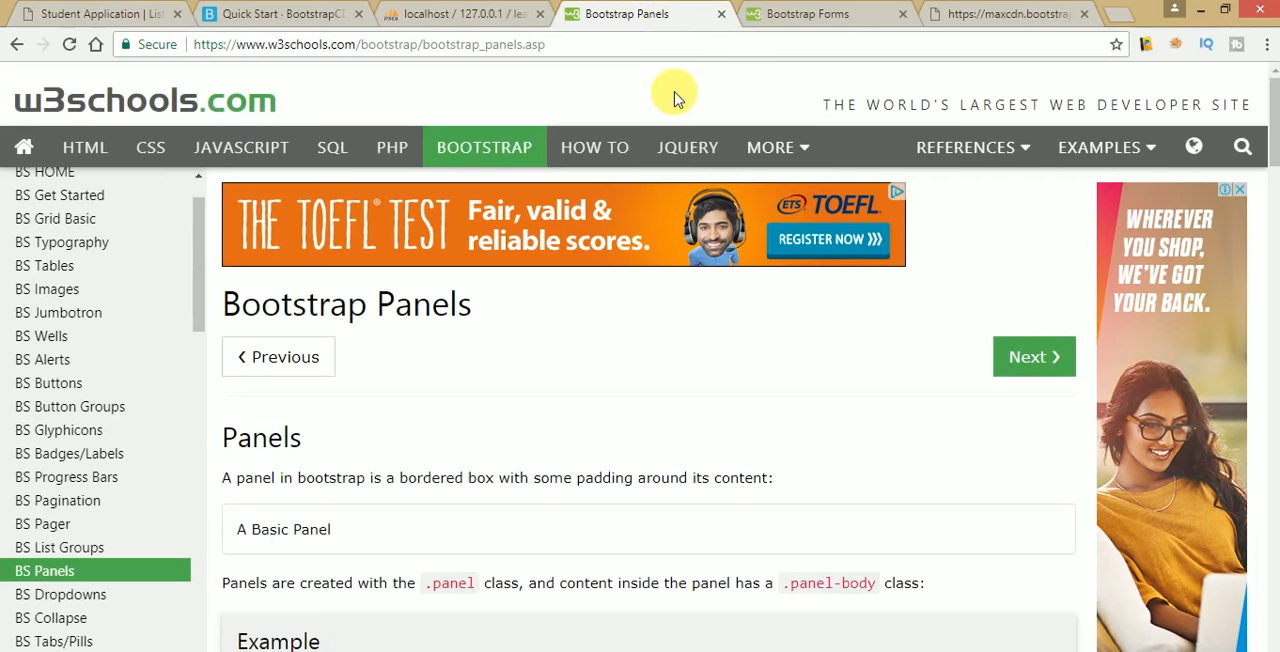 Student Application | List
Quick Start · BootstrapCD
localhost / 127.0.0.1 / lea
Bootstrap Panels
Bootstrap Forms
https://maxcdn.bootstra
Secure
https://www.w3schools.com/bootstrap/bootstrap_panels.asp
w3schools.com
THE WORLD'S LARGEST WEB DEVELOPER SITE
HTML CSS JAVASCRIPT SQL PHP BOOTSTRAP HOW TO JQUERY MORE REFERENCES EXAMPLES
BS HOME
BS Get Started
BS Grid Basic
BS Typography
BS Tables
BS Images
BS Jumbotron
BS Wells
BS Alerts
BS Buttons
BS Button Groups
BS Glyphicons
BS Badges/Labels
BS Progress Bars
BS Pagination
BS Pager
BS List Groups
BS Panels
BS Dropdowns
BS Collapse
BS Tabs/Pills
THE TOEFL® TEST
Fair, valid &
reliable scores.
ETS TOEFL.
REGISTER NOW
Bootstrap Panels
❮ Previous
Next ❯
Panels
A panel in bootstrap is a bordered box with some padding around its content:
A Basic Panel
Panels are created with the .panel class, and content inside the panel has a .panel-body class:
Example
WHEREVER
YOU SHOP,
WE'VE GOT
YOUR BACK.